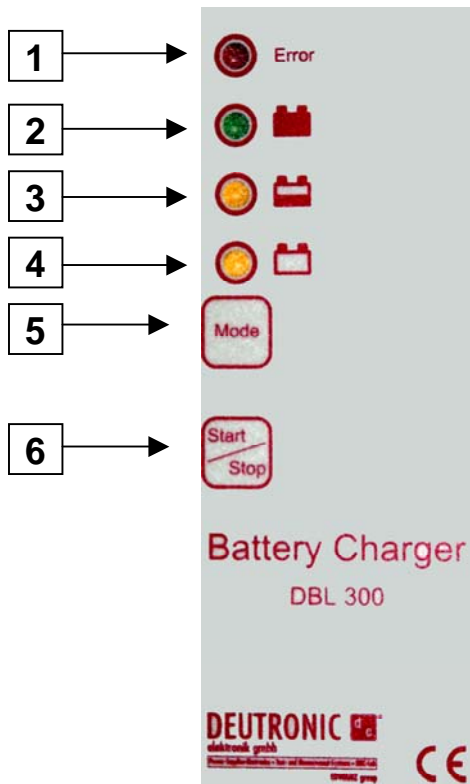 1
Error
2
3
4
5
Mode
6
Start
Stop
Battery Charger
DBL 300
DEUTRONIC
elektronik gmbh
CE